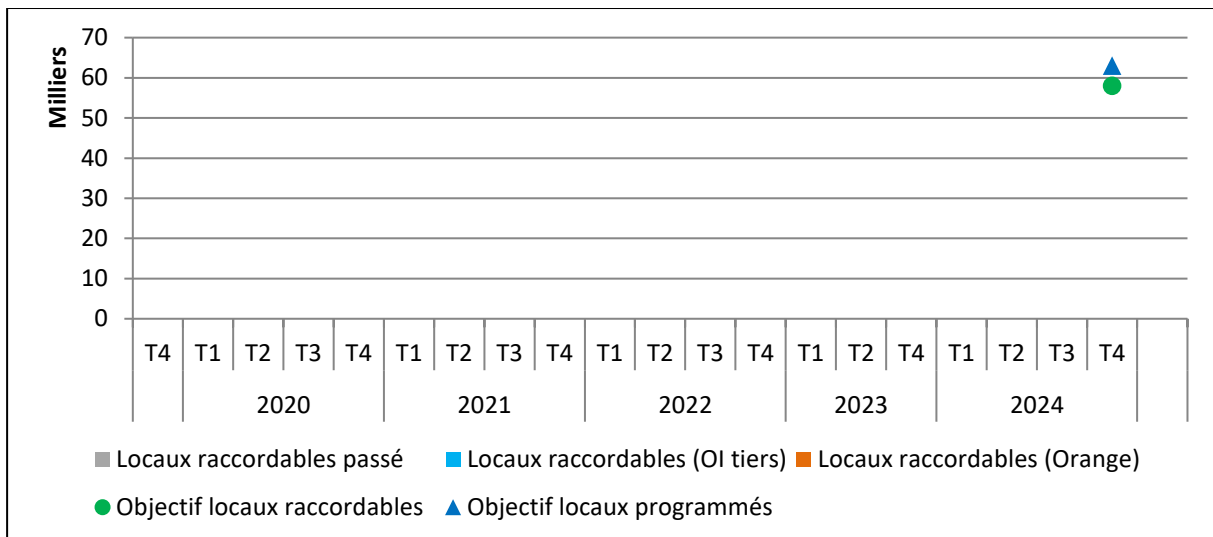 Milliers
70
60
50
40
30
20
10
0
T4 T1 T2 T3 T4 T1 T2 T3 T4 T1 T2 T3 T4 T1 T2 T4 T1 T2 T3 T4
2020 2021 2022 2023 2024
Locaux raccordables passé Locaux raccordables (OI tiers) Locaux raccordables (Orange)
Objectif locaux raccordables Objectif locaux programmés